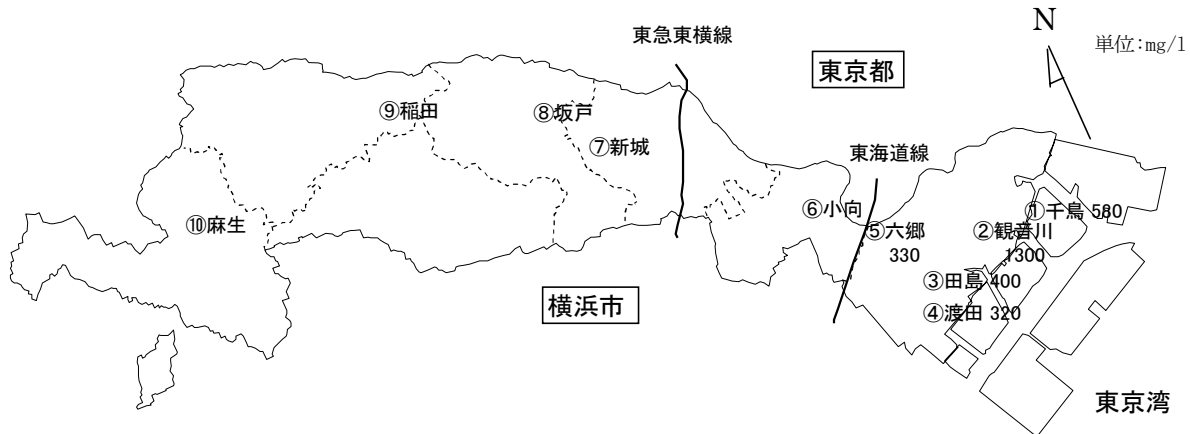 N
単位:mg/l
東急東横線
東京都
⑨稲田
⑧坂戸
⑦新城
東海道線
⑩麻生
⑥小向
⑤六郷
330
①千鳥 580
②観音川
1300
③田島 400
④渡田 320
横浜市
東京湾